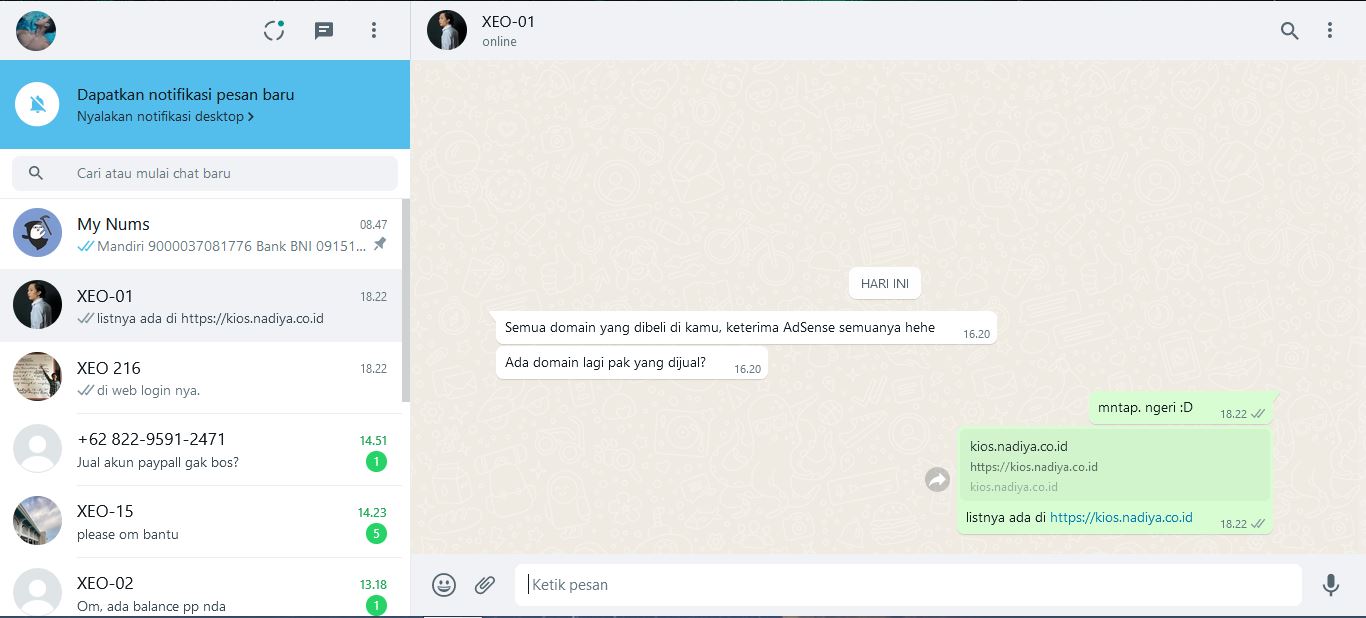 Dapatkan notifikasi pesan baru
Nyalakan notifikasi desktop >
Cari atau mulai chat baru
My Nums 08.47
Mandiri 9000037081776 Bank BNI 09151...
XEO-01 18.22
listnya ada di https://kios.nadiya.co.id
XEO 216 18.22
di web login nya.
+62 822-9591-2471 14.51
Jual akun paypall gak bos? 1
XEO-15 14.23
please om bantu 5
XEO-02 13.18
Om, ada balance pp nda 1
XEO-01
online
HARI INI
Semua domain yang dibeli di kamu, keterima AdSense semuanya hehe 16.20
Ada domain lagi pak yang dijual? 16.20
mntap. ngeri :D 18.22
kios.nadiya.co.id
https://kios.nadiya.co.id
kios.nadiya.co.id
listnya ada di https://kios.nadiya.co.id 18.22
Ketik pesan